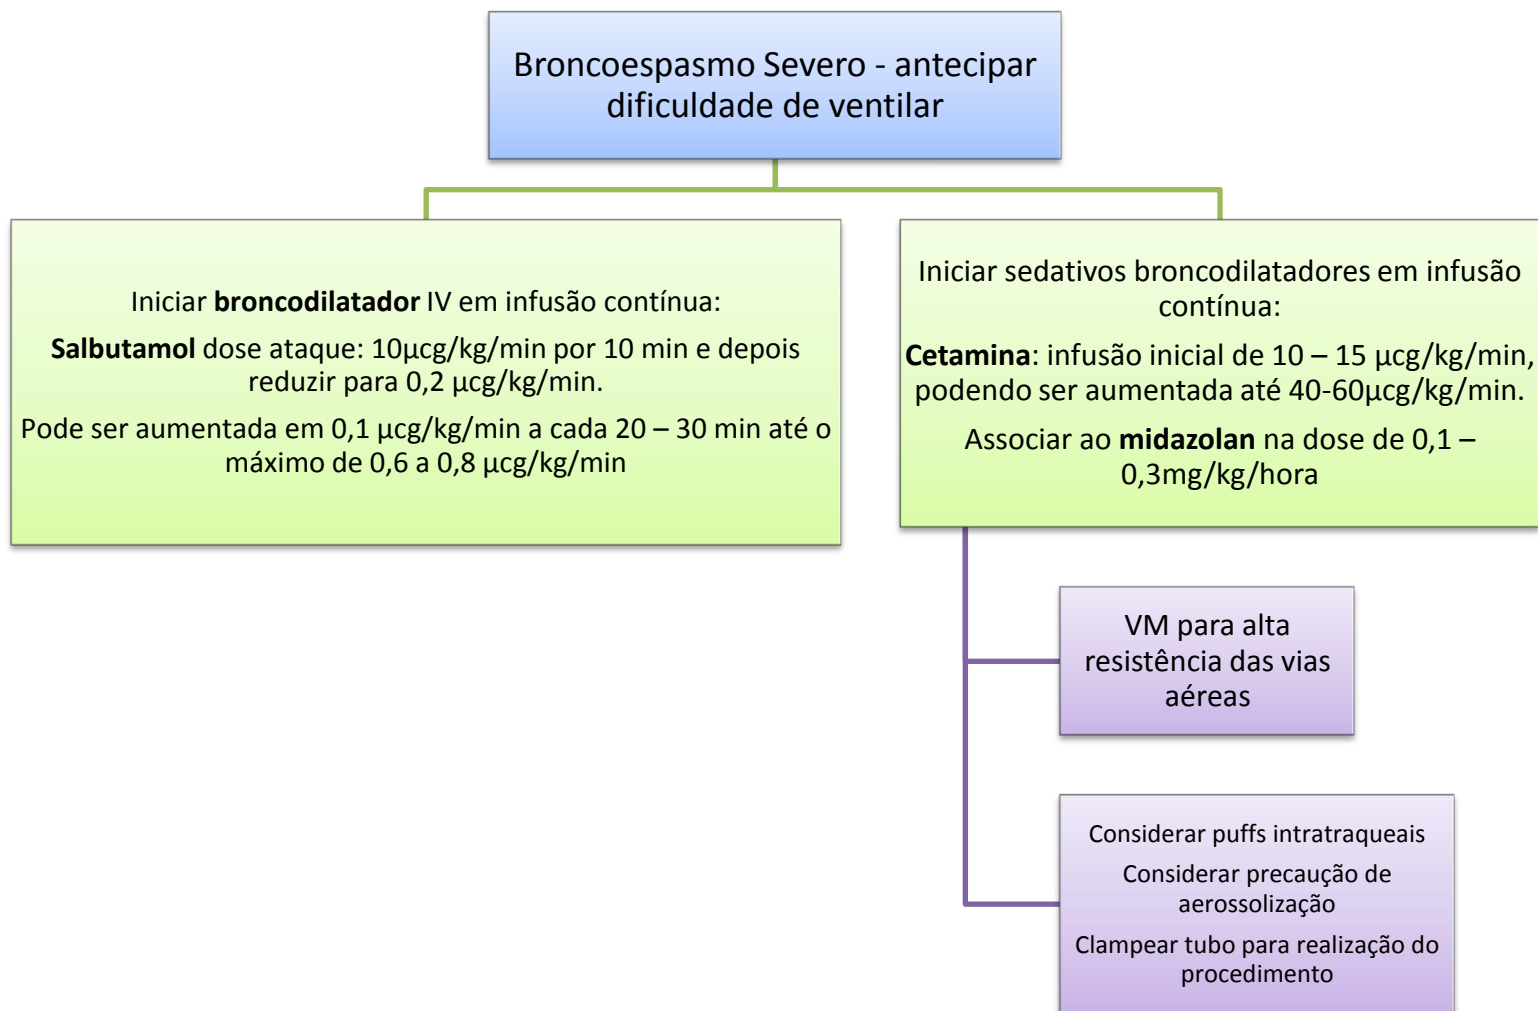 Broncoespasmo Severo - antecipar
dificuldade de ventilar
Iniciar broncodilatador IV em infusão contínua:
Salbutamol dose ataque: 10µcg/kg/min por 10 min e depois
reduzir para 0,2 µcg/kg/min.
Pode ser aumentada em 0,1 µcg/kg/min a cada 20 – 30 min até o
máximo de 0,6 a 0,8 µcg/kg/min
Iniciar sedativos broncodilatadores em infusão
contínua:
Cetamina: infusão inicial de 10 – 15 µcg/kg/min,
podendo ser aumentada até 40-60µcg/kg/min.
Associar ao midazolan na dose de 0,1 –
0,3mg/kg/hora
VM para alta
resistência das vias
aéreas
Considerar puffs intratraqueais
Considerar precaução de
aerossolização
Clampear tubo para realização do
procedimento